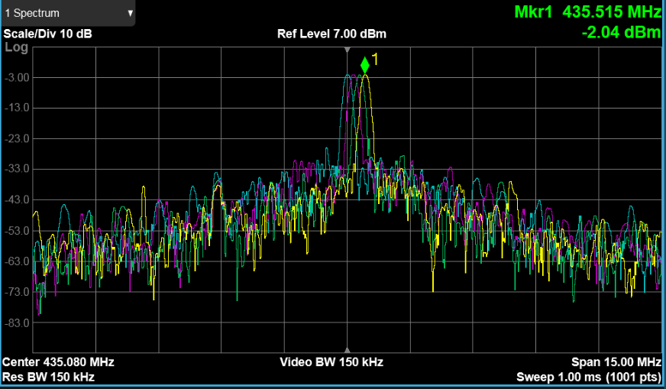 1 Spectrum
Mkr1 435.515 MHz
-2.04 dBm
Scale/Div 10 dB
Ref Level 7.00 dBm
Log
1
-3.00
-13.0
-23.0
-33.0
-43.0
-53.0
-63.0
-73.0
-83.0
Center 435.080 MHz
Video BW 150 kHz
Span 15.00 MHz
Res BW 150 kHz
Sweep 1.00 ms (1001 pts)